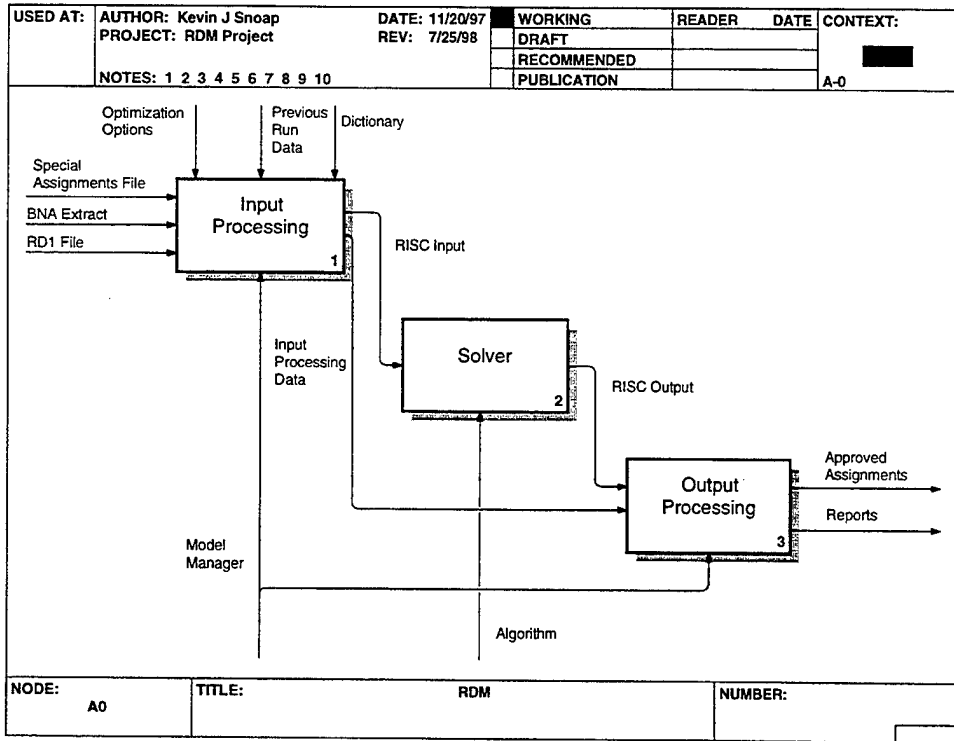 USED AT:
AUTHOR: Kevin J Snoap
DATE: 11/20/97
PROJECT: RDM Project
REV: 7/25/98
NOTES: 1 2 3 4 5 6 7 8 9 10
WORKING
DRAFT
RECOMMENDED
PUBLICATION
READER DATE
CONTEXT:
A-0
Optimization
Options
Previous
Run
Data
Dictionary
Special
Assignments File
BNA Extract
RD1 File
Input
Processing
1
RISC Input
Input
Processing
Data
Solver
2
RISC Output
Output
Processing
3
Approved
Assignments
Reports
Model
Manager
Algorithm
NODE:
A0
TITLE:
RDM
NUMBER: